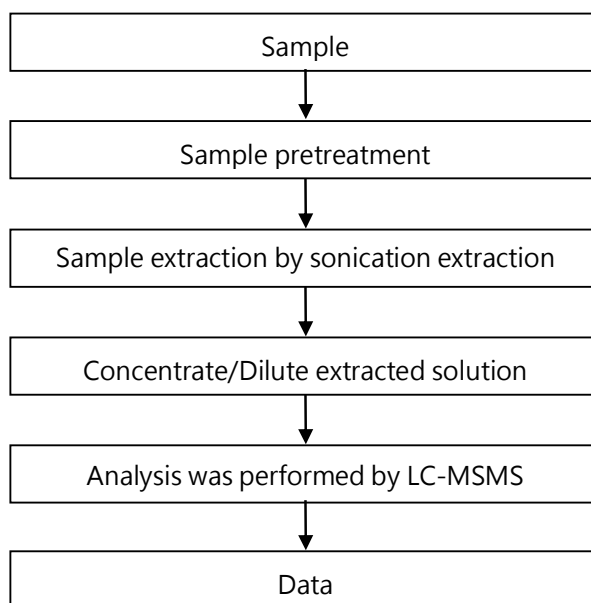 Sample
Sample pretreatment
Sample extraction by sonication extraction
Concentrate/Dilute extracted solution
Analysis was performed by LC-MSMS
Data